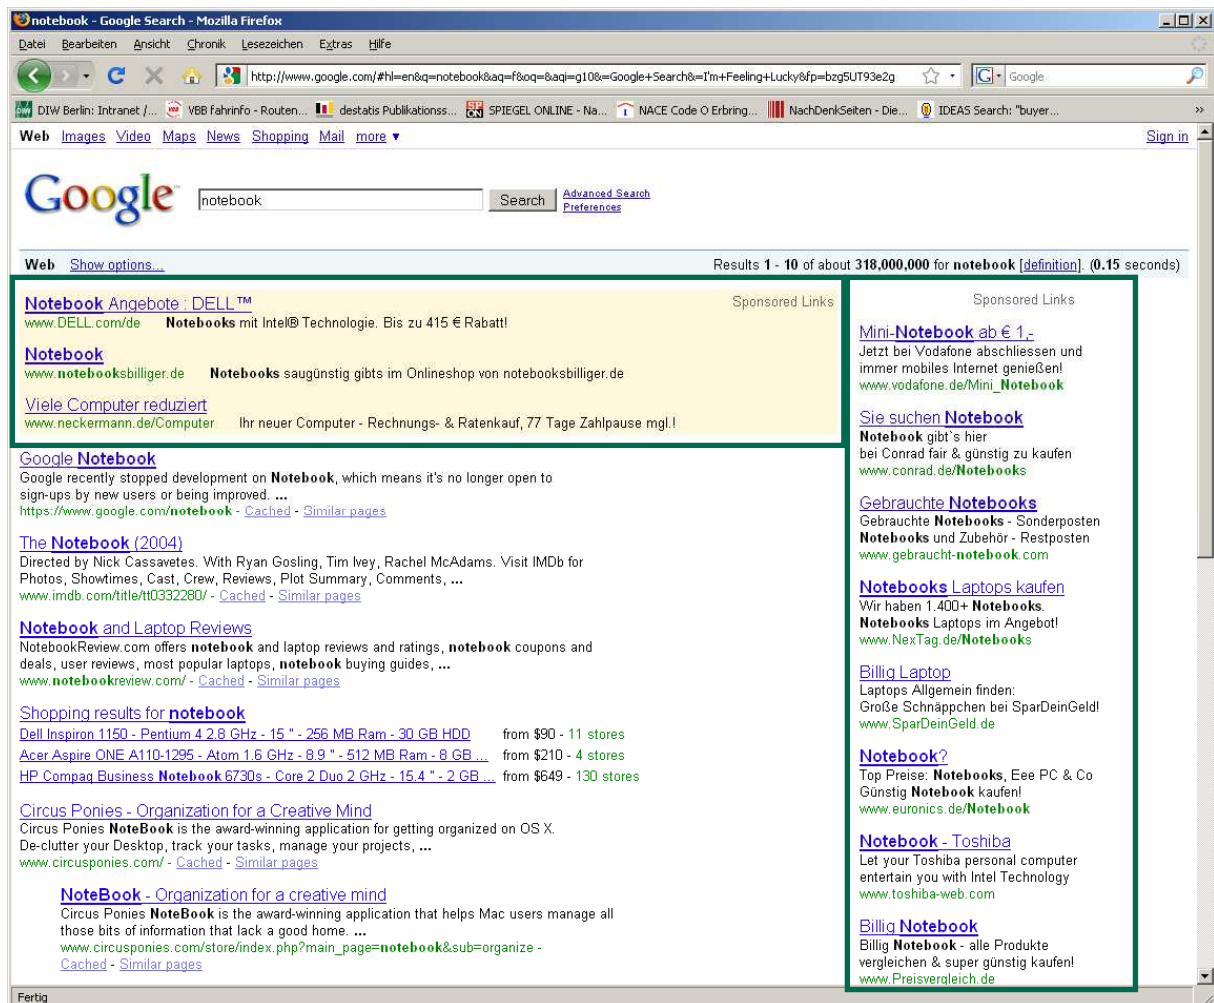 notebook - Google Search - Mozilla Firefox
Datei Bearbeiten Ansicht Chronik Lesezeichen Extras Hilfe
http://www.google.com/#hl=en&q=notebook&aq=f&oq=&aqi=g10&=Google+Search&=I'm+Feeling+Lucky&fp=bzg5UT93e2g
Google
DIW Berlin: Intranet /... VBB fahrinfo - Routen... destatis Publikationss... SPIEGEL ONLINE - Na... NACE Code O Erbring... NachDenkSeiten - Die... IDEAS Search: "buyer... »
Web Images Video Maps News Shopping Mail more ▼ Sign in
Google notebook Search Advanced Search
Preferences
Web Show options... Results 1 - 10 of about 318,000,000 for notebook [definition]. (0.15 seconds)
Notebook Angebote : DELL™ Sponsored Links
www.DELL.com/de Notebooks mit Intel® Technologie. Bis zu 415 € Rabatt!
Notebook
www.notebooksbilliger.de Notebooks saugünstig gibts im Onlineshop von notebooksbilliger.de
Viele Computer reduziert
www.neckermann.de/Computer Ihr neuer Computer - Rechnungs- & Ratenkauf, 77 Tage Zahlpause mgl.!
Google Notebook
Google recently stopped development on Notebook, which means it's no longer open to
sign-ups by new users or being improved. ...
https://www.google.com/notebook - Cached - Similar pages
The Notebook (2004)
Directed by Nick Cassavetes. With Ryan Gosling, Tim Ivey, Rachel McAdams. Visit IMDb for
Photos, Showtimes, Cast, Crew, Reviews, Plot Summary, Comments, ...
www.imdb.com/title/tt0332280/ - Cached - Similar pages
Notebook and Laptop Reviews
NotebookReview.com offers notebook and laptop reviews and ratings, notebook coupons and
deals, user reviews, most popular laptops, notebook buying guides, ...
www.notebookreview.com/ - Cached - Similar pages
Shopping results for notebook
Dell Inspiron 1150 - Pentium 4 2.8 GHz - 15 " - 256 MB Ram - 30 GB HDD from $90 - 11 stores
Acer Aspire ONE A110-1295 - Atom 1.6 GHz - 8.9 " - 512 MB Ram - 8 GB ... from $210 - 4 stores
HP Compaq Business Notebook 6730s - Core 2 Duo 2 GHz - 15.4 " - 2 GB ... from $649 - 130 stores
Circus Ponies - Organization for a Creative Mind
Circus Ponies NoteBook is the award-winning application for getting organized on OS X.
De-clutter your Desktop, track your tasks, manage your projects, ...
www.circusponies.com/ - Cached - Similar pages
NoteBook - Organization for a creative mind
Circus Ponies NoteBook is the award-winning application that helps Mac users manage all
those bits of information that lack a good home. ...
www.circusponies.com/store/index.php?main_page=notebook&sub=organize -
Cached - Similar pages
Sponsored Links
Mini-Notebook ab € 1,-
Jetzt bei Vodafone abschliessen und
immer mobiles Internet genießen!
www.vodafone.de/Mini_Notebook
Sie suchen Notebook
Notebook gibt`s hier
bei Conrad fair & günstig zu kaufen
www.conrad.de/Notebooks
Gebrauchte Notebooks
Gebrauchte Notebooks - Sonderposten
Notebooks und Zubehör - Restposten
www.gebraucht-notebook.com
Notebooks Laptops kaufen
Wir haben 1.400+ Notebooks.
Notebooks Laptops im Angebot!
www.NexTag.de/Notebooks
Billig Laptop
Laptops Allgemein finden:
Große Schnäppchen bei SparDeinGeld!
www.SparDeinGeld.de
Notebook?
Top Preise: Notebooks, Eee PC & Co
Günstig Notebook kaufen!
www.euronics.de/Notebook
Notebook - Toshiba
Let your Toshiba personal computer
entertain you with Intel Technology
www.toshiba-web.com
Billig Notebook
Billig Notebook - alle Produkte
vergleichen & super günstig kaufen!
www.Preisvergleich.de
Fertig